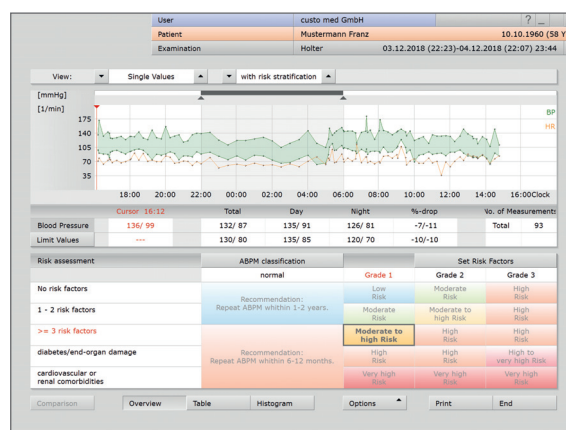 User custo med GmbH ? _
Patient Mustermann Franz 10.10.1960 (58 Y
Examination Holter 03.12.2018 (22:23)-04.12.2018 (22:07) 23:44
View: Single Values with risk stratification
[mmHg]
[1/min]
BP
175
HR
140
105
35
18:00 20:00 22:00 00:00 02:00 04:00 06:00 08:00 10:00 12:00 14:00 16:00Clock
Cursor 16:12 Total Day Night %-drop No. of Measurements
Blood Pressure 136/ 99 132/ 87 135/ 91 126/ 81 -7/-11 Total 93
Limit Values --- 130/ 80 135/ 85 120/ 70 -10/-10
Risk assessment ABPM classification Set Risk Factors
normal Grade 1 Grade 2 Grade 3
No risk factors Low Risk Moderate Risk High Risk
Recommendation:
Repeat ABPM whithin 1-2 years.
1 - 2 risk factors Moderate Risk Moderate to high Risk High Risk
>= 3 risk factors Moderate to high Risk High Risk High Risk
diabetes/end-organ damage High Risk High Risk High to very high Risk
Recommendation:
Repeat ABPM whithin 6-12 months.
cardiovascular or
renal comorbidities Very high Risk Very high Risk Very high Risk
Comparison Overview Table Histogram Options Print End